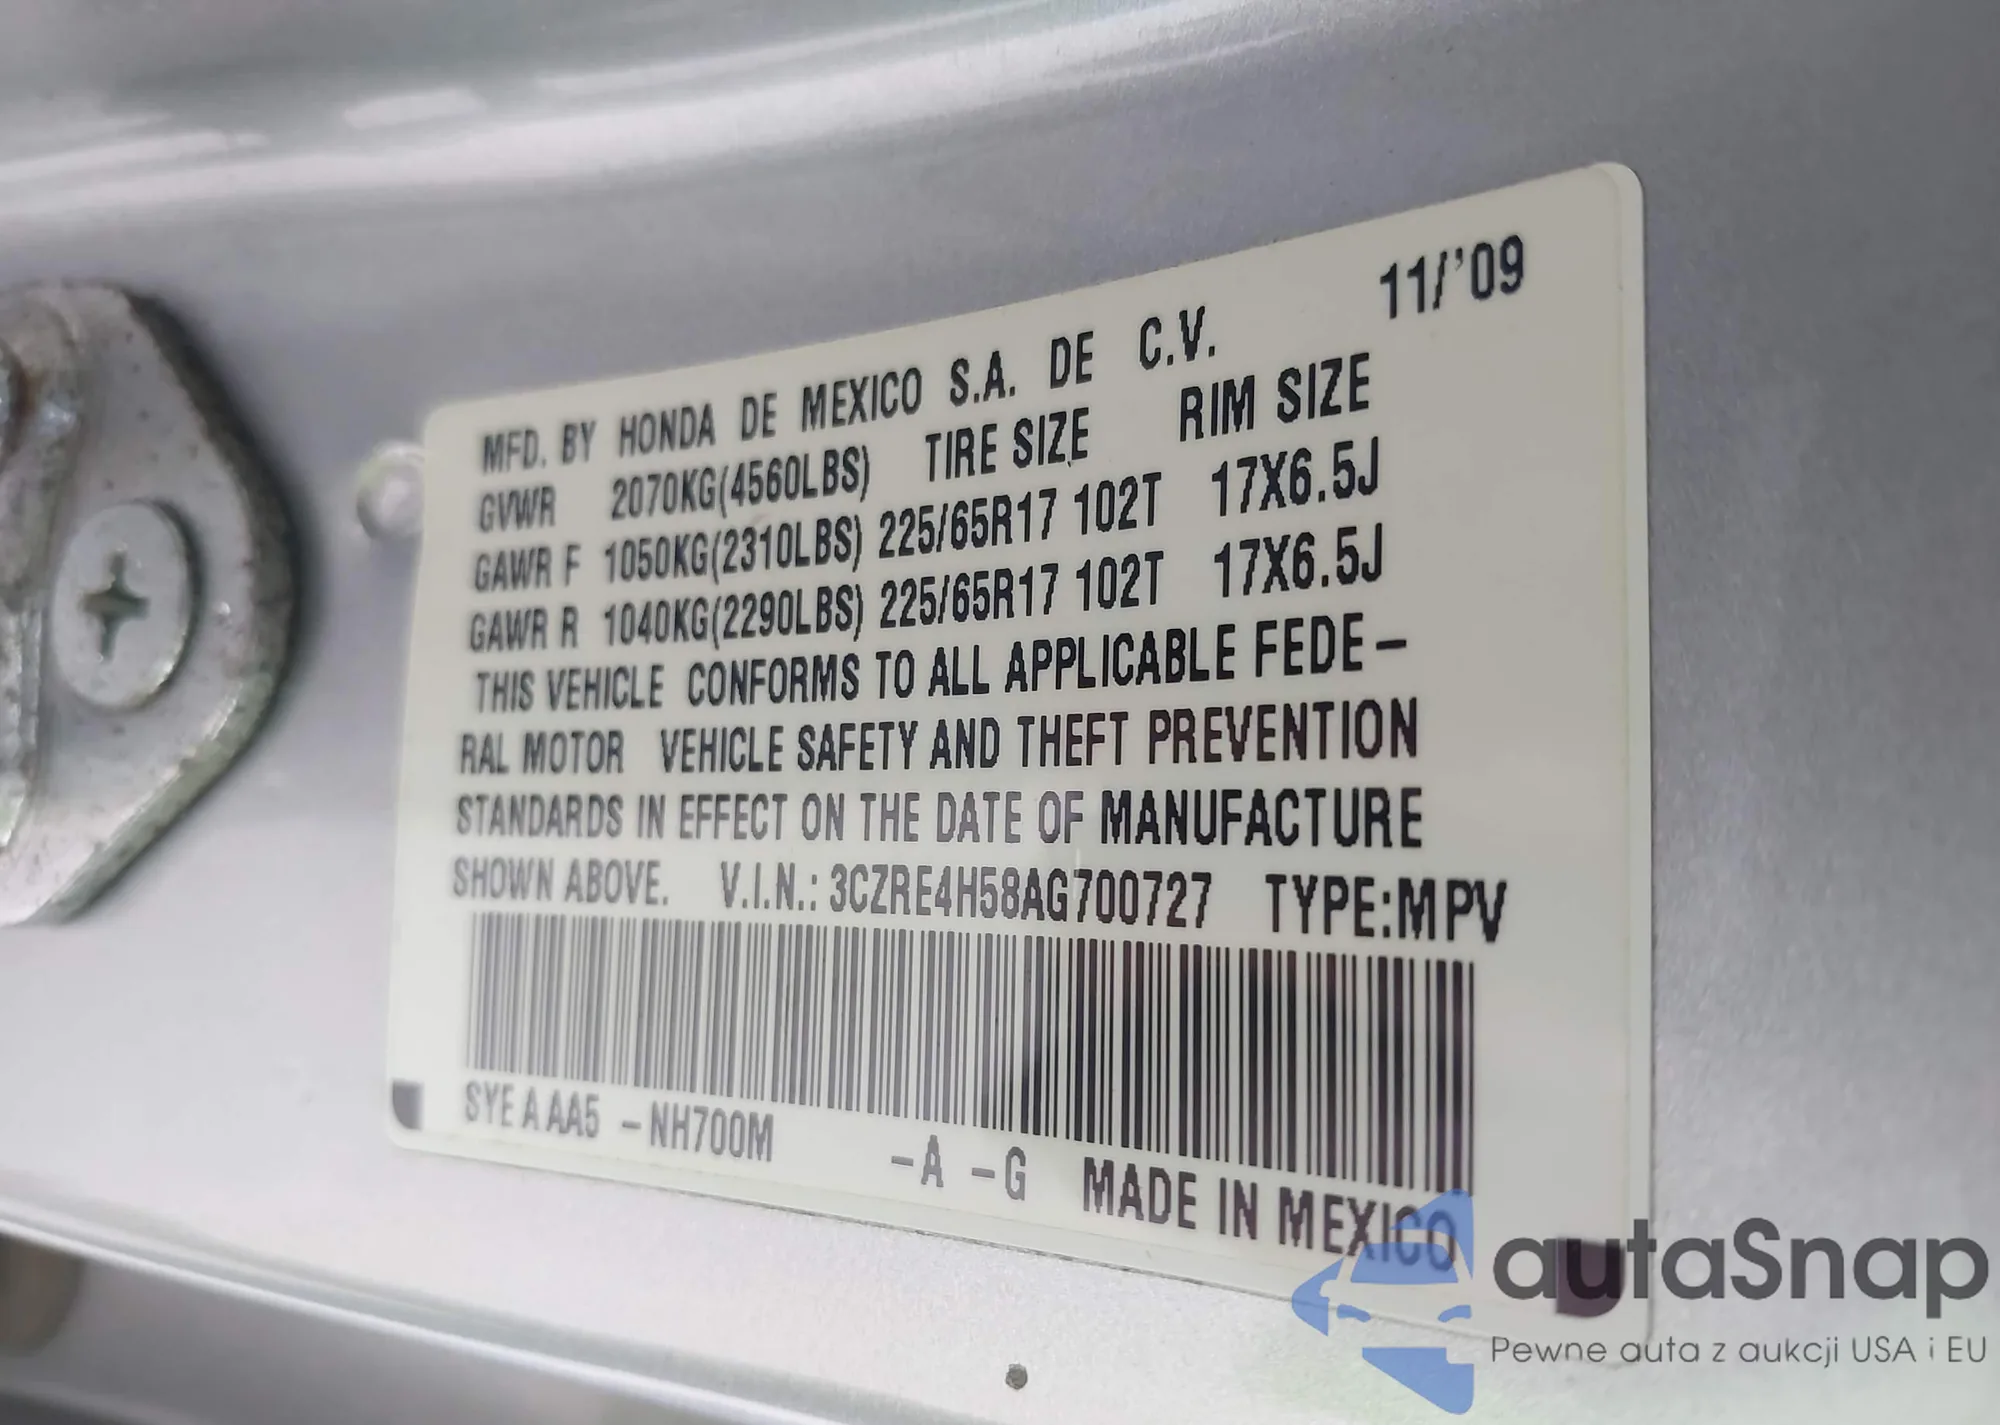 11/'09
MFD. BY HONDA DE MEXICO S.A. DE C.V.
GVWR 2070KG(4560LBS) TIRE SIZE RIM SIZE
GAWR F 1050KG(2310LBS) 225/65R17 102T 17X6.5J
GAWR R 1040KG(2290LBS) 225/65R17 102T 17X6.5J
THIS VEHICLE CONFORMS TO ALL APPLICABLE FEDE-
RAL MOTOR VEHICLE SAFETY AND THEFT PREVENTION
STANDARDS IN EFFECT ON THE DATE OF MANUFACTURE
SHOWN ABOVE. V.I.N.: 3CZRE4H58AG700727 TYPE:MPV
SYE A AA5 -NH700M -A -G MADE IN MEXICO
autaSnap
Pewne auta z aukcji USA i EU